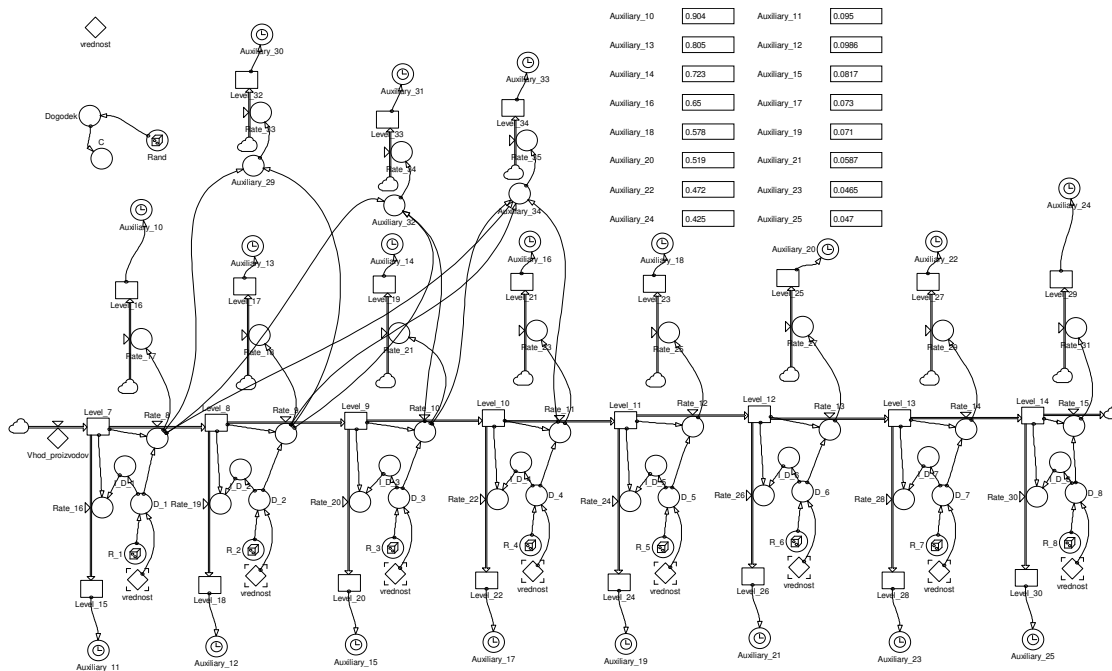 vrednost
Auxiliary_30
Auxiliary_31
Auxiliary_33
Auxiliary_10 0.904 Auxiliary_11 0.095
Auxiliary_13 0.805 Auxiliary_12 0.0986
Auxiliary_14 0.723 Auxiliary_15 0.0817
Auxiliary_16 0.65 Auxiliary_17 0.073
Auxiliary_18 0.578 Auxiliary_19 0.071
Auxiliary_20 0.519 Auxiliary_21 0.0587
Auxiliary_22 0.472 Auxiliary_23 0.0465
Auxiliary_24 0.425 Auxiliary_25 0.047
Level_32 Level_33 Level_34
Dogodek
C
Rand
Rate_33 Rate_34 Rate_35
Auxiliary_29 Auxiliary_32 Auxiliary_34
Auxiliary_24
Auxiliary_10 Auxiliary_13 Auxiliary_14 Auxiliary_16 Auxiliary_18 Auxiliary_20 Auxiliary_22
Level_16 Level_17 Level_19 Level_21 Level_23 Level_25 Level_27 Level_29
Rate_17 Rate_18 Rate_21 Rate_23 Rate_25 Rate_27 Rate_29 Rate_31
Level_7 Rate_8 Level_8 Rate_9 Level_9 Rate_10 Level_10 Rate_11 Level_11 Rate_12 Level_12 Rate_13 Level_13 Rate_14 Level_14 Rate_15
Vhod_proizvodov
I_D_3 I_D_5 I_D_7
Rate_16 D_1 Rate_19 D_2 Rate_20 D_3 Rate_22 D_4 Rate_24 D_5 Rate_26 D_6 Rate_28 D_7 Rate_30 D_8
R_1 R_2 R_3 R_4 R_5 R_6 R_7 R_8
vrednost vrednost vrednost vrednost vrednost vrednost vrednost vrednost
Level_15 Level_18 Level_20 Level_22 Level_24 Level_26 Level_28 Level_30
Auxiliary_11 Auxiliary_12 Auxiliary_15 Auxiliary_17 Auxiliary_19 Auxiliary_21 Auxiliary_23 Auxiliary_25